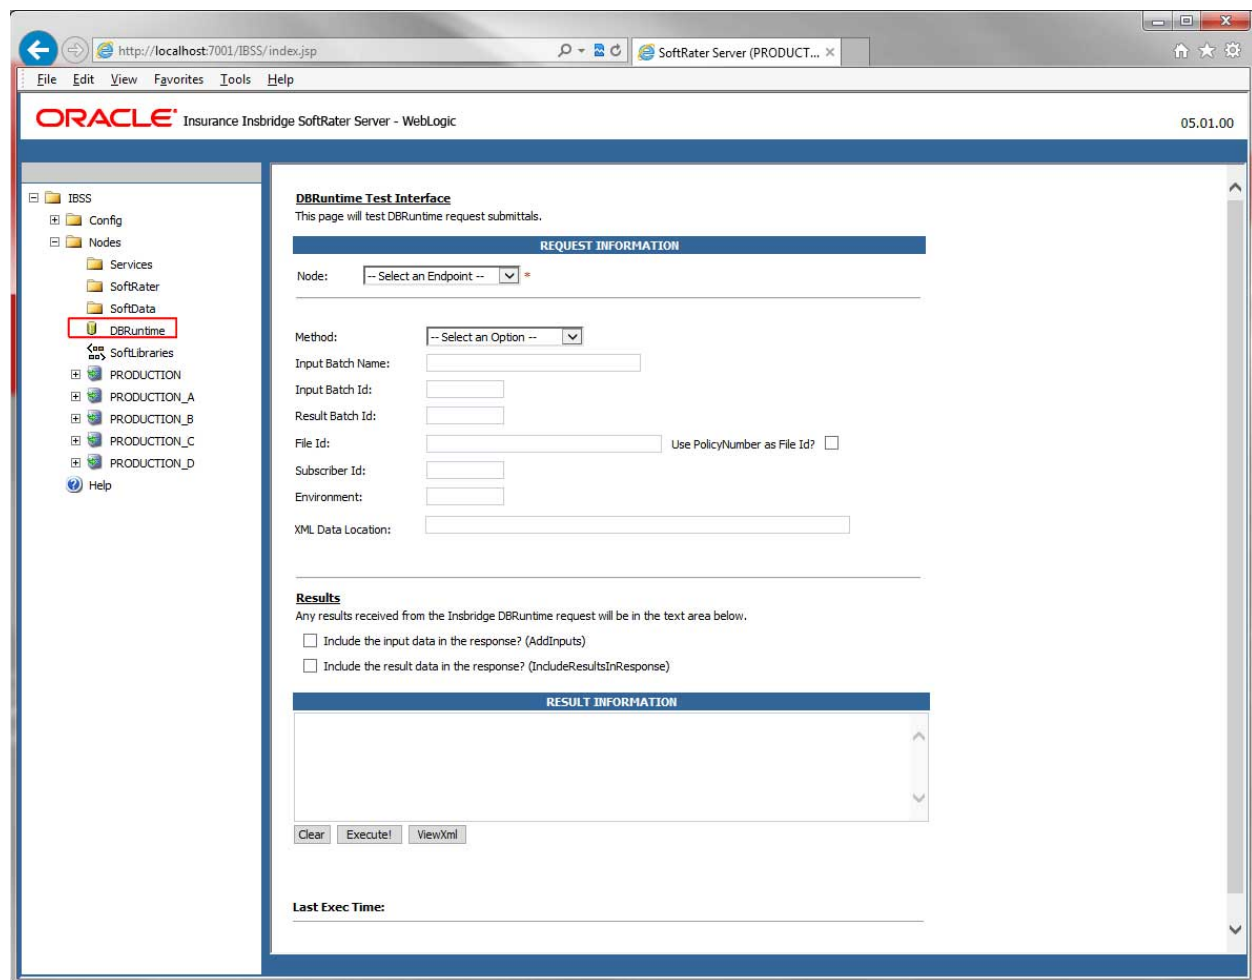 http://localhost:7001/IBSS/index.jsp
SoftRater Server (PRODUCT...
File Edit View Favorites Tools Help
ORACLE Insurance Insbridge SoftRater Server - WebLogic
05.01.00
IBSS
Config
Nodes
Services
SoftRater
SoftData
DBRuntime
SoftLibraries
PRODUCTION
PRODUCTION_A
PRODUCTION_B
PRODUCTION_C
PRODUCTION_D
Help
DBRuntime Test Interface
This page will test DBRuntime request submittals.
REQUEST INFORMATION
Node: -- Select an Endpoint -- *
Method: -- Select an Option --
Input Batch Name:
Input Batch Id:
Result Batch Id:
File Id: Use PolicyNumber as File Id?
Subscriber Id:
Environment:
XML Data Location:
Results
Any results received from the Insbridge DBRuntime request will be in the text area below.
Include the input data in the response? (AddInputs)
Include the result data in the response? (IncludeResultsInResponse)
RESULT INFORMATION
Clear Execute! ViewXml
Last Exec Time: